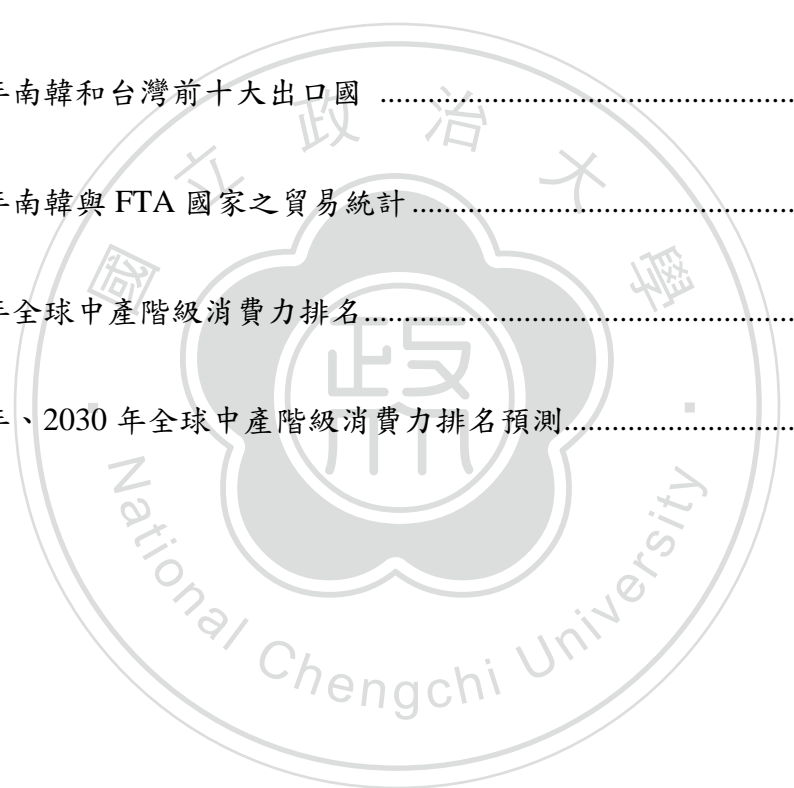 年南韓和台灣前十大出口國 ....................................................
年南韓與 FTA 國家之貿易統計 ................................................
年全球中產階級消費力排名......................................................
年、2030 年全球中產階級消費力排名預測.............................
國立政治大學
政
National Chengchi University